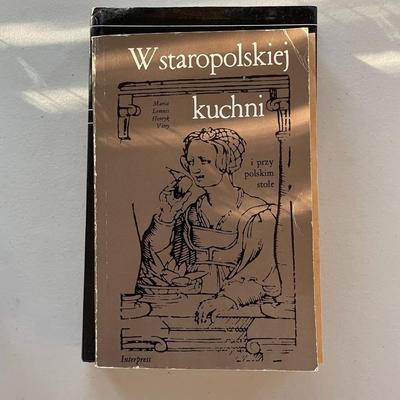 W staropolskiej
kuchni
Maria
Lemnis
Henryk
Vitry
i przy
polskim
stole
Interpress